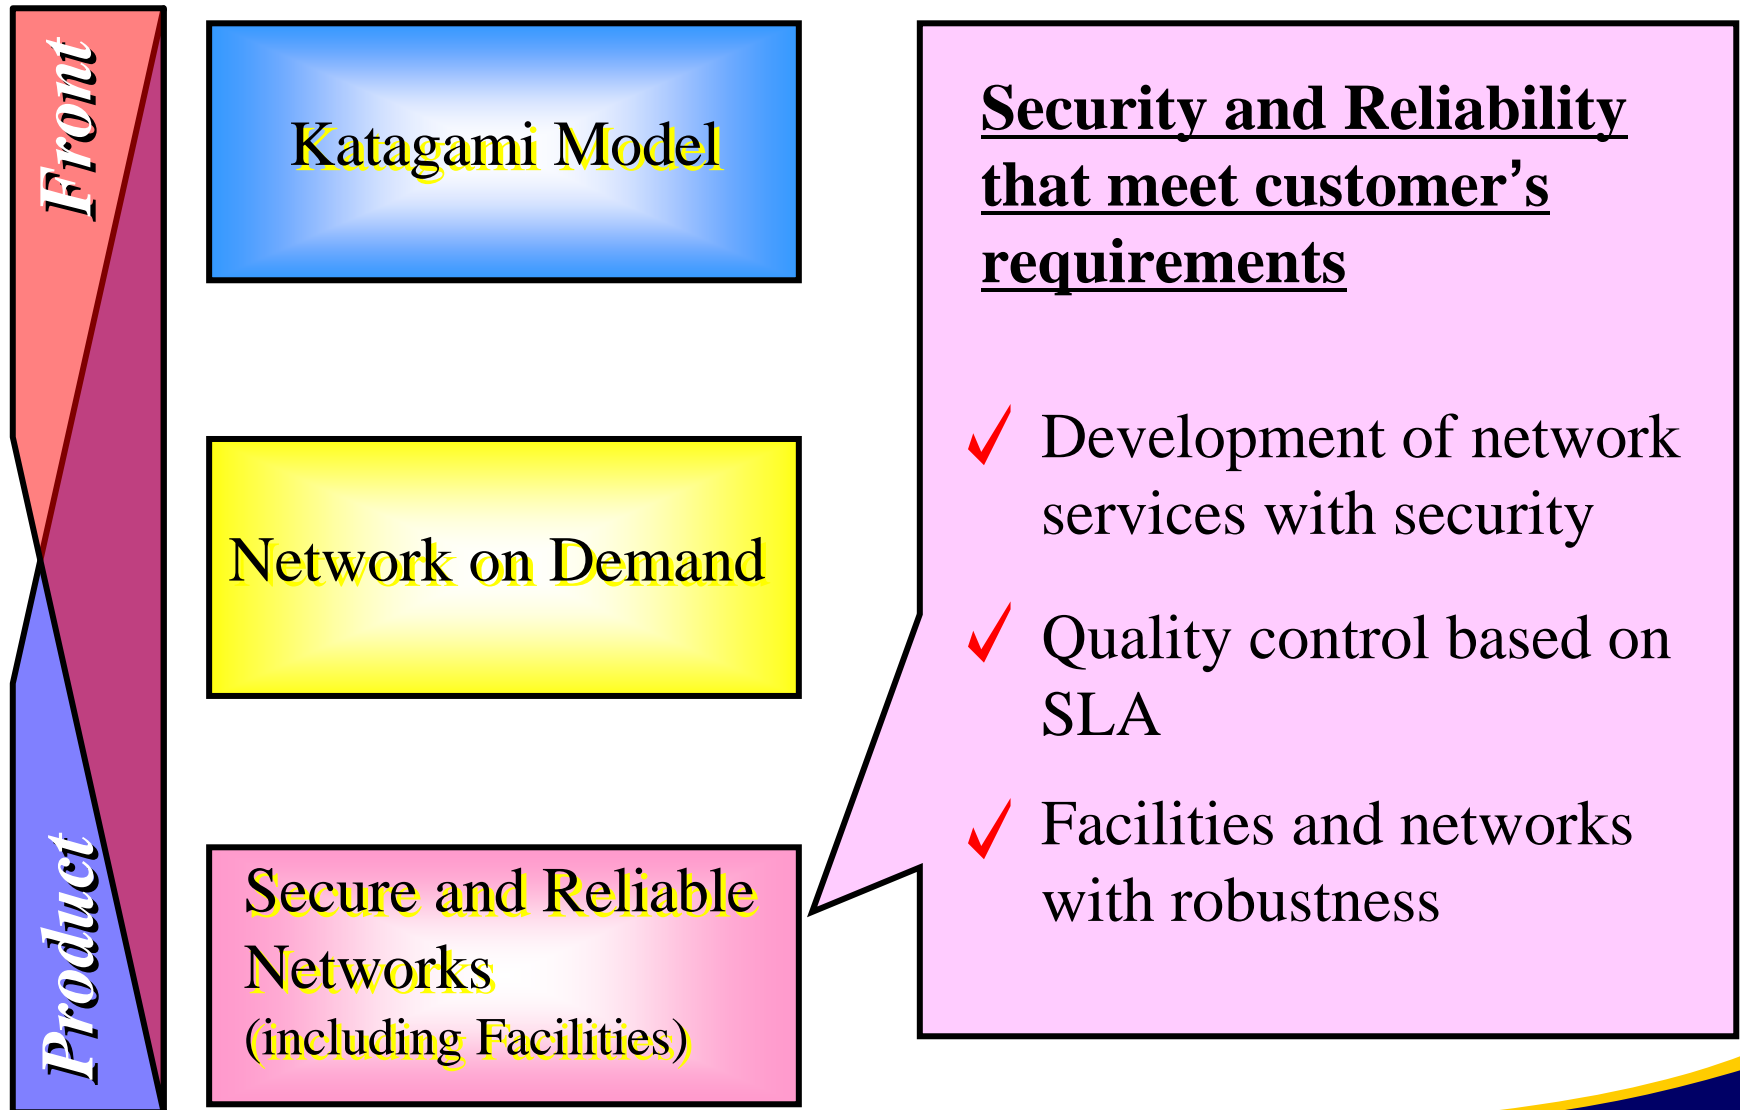 Front
Katagami Model
Network on Demand
Product
Secure and Reliable
Networks
(including Facilities)
Security and Reliability
that meet customer’s
requirements
Development of network
services with security
Quality control based on
SLA
Facilities and networks
with robustness